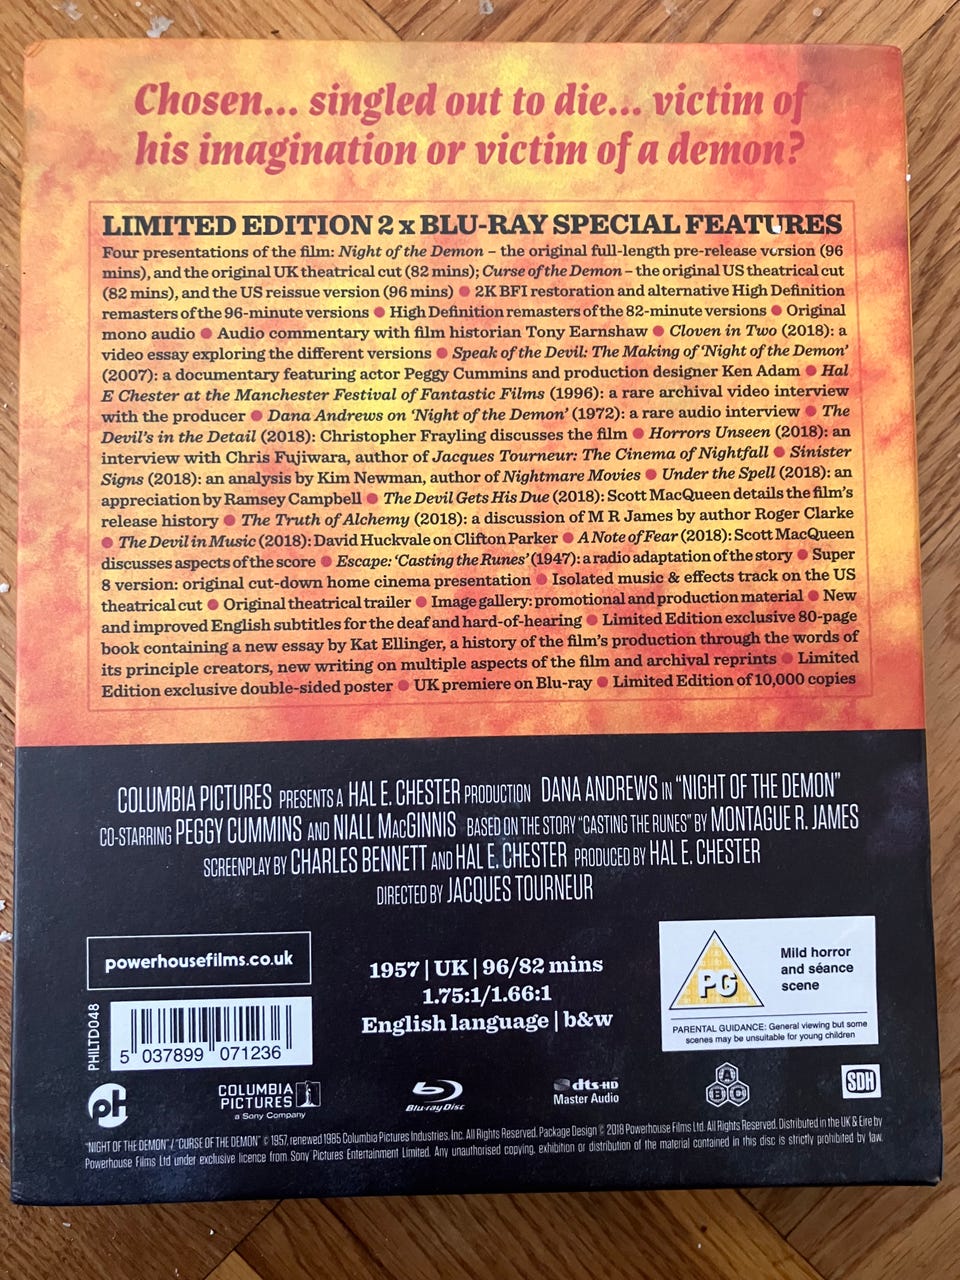 Chosen... singled out to die... victim of
his imagination or victim of a demon?
LIMITED EDITION 2 x BLU-RAY SPECIAL FEATURES
Four presentations of the film: Night of the Demon – the original full-length pre-release version (96
mins), and the original UK theatrical cut (82 mins); Curse of the Demon – the original US theatrical cut
(82 mins), and the US reissue version (96 mins) ● 2K BFI restoration and alternative High Definition
remasters of the 96-minute versions ● High Definition remasters of the 82-minute versions ● Original
mono audio ● Audio commentary with film historian Tony Earnshaw ● Cloven in Two (2018): a
video essay exploring the different versions ● Speak of the Devil: The Making of ‘Night of the Demon’
(2007): a documentary featuring actor Peggy Cummins and production designer Ken Adam ● Hal
E Chester at the Manchester Festival of Fantastic Films (1996): a rare archival video interview
with the producer ● Dana Andrews on ‘Night of the Demon’ (1972): a rare audio interview ● The
Devil’s in the Detail (2018): Christopher Frayling discusses the film ● Horrors Unseen (2018): an
interview with Chris Fujiwara, author of Jacques Tourneur: The Cinema of Nightfall ● Sinister
Signs (2018): an analysis by Kim Newman, author of Nightmare Movies ● Under the Spell (2018): an
appreciation by Ramsey Campbell ● The Devil Gets His Due (2018): Scott MacQueen details the film’s
release history ● The Truth of Alchemy (2018): a discussion of M R James by author Roger Clarke
● The Devil in Music (2018): David Huckvale on Clifton Parker ● A Note of Fear (2018): Scott MacQueen
discusses aspects of the score ● Escape: ‘Casting the Runes’ (1947): a radio adaptation of the story ● Super
8 version: original cut-down home cinema presentation ● Isolated music & effects track on the US
theatrical cut ● Original theatrical trailer ● Image gallery: promotional and production material ● New
and improved English subtitles for the deaf and hard-of-hearing ● Limited Edition exclusive 80-page
book containing a new essay by Kat Ellinger, a history of the film’s production through the words of
its principle creators, new writing on multiple aspects of the film and archival reprints ● Limited
Edition exclusive double-sided poster ● UK premiere on Blu-ray ● Limited Edition of 10,000 copies
COLUMBIA PICTURES PRESENTS A HAL E. CHESTER PRODUCTION DANA ANDREWS IN “NIGHT OF THE DEMON”
CO-STARRING PEGGY CUMMINS AND NIALL MacGINNIS BASED ON THE STORY “CASTING THE RUNES” BY MONTAGUE R. JAMES
SCREENPLAY BY CHARLES BENNETT AND HAL E. CHESTER PRODUCED BY HAL E. CHESTER
DIRECTED BY JACQUES TOURNEUR
powerhousefilms.co.uk
1957 | UK | 96/82 mins
1.75:1/1.66:1
English language | b&w
PG
Mild horror
and séance
scene
PARENTAL GUIDANCE: General viewing but some
scenes may be unsuitable for young children
PHILTD048
5 037899 071236
pH
COLUMBIA
PICTURES
a Sony Company
Blu-ray Disc
dts-HD
Master Audio
A
B C
SDH
“NIGHT OF THE DEMON” / “CURSE OF THE DEMON” © 1957, renewed 1985 Columbia Pictures Industries, Inc. All Rights Reserved. Package Design © 2018 Powerhouse Films Ltd. All Rights Reserved. Distributed in the UK & Eire by
Powerhouse Films Ltd under exclusive licence from Sony Pictures Entertainment Limited. Any unauthorised copying, exhibition or distribution of the material contained in this disc is strictly prohibited by law.